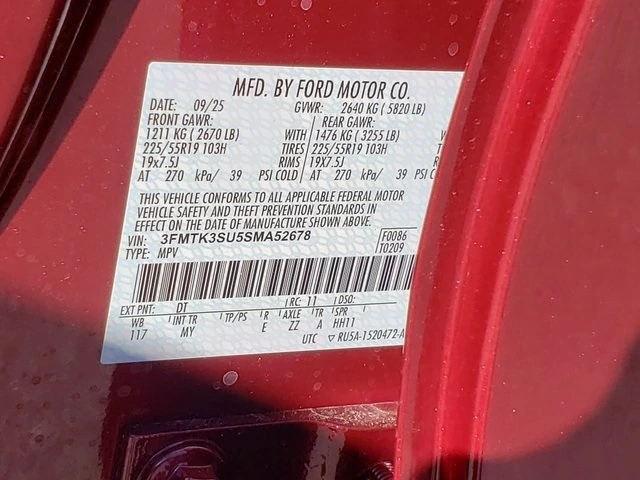 MFD. BY FORD MOTOR CO.
DATE: 09/25 GVWR: 2640 KG ( 5820 LB)
FRONT GAWR: REAR GAWR:
1211 KG ( 2670 LB) WITH 1476 KG ( 3255 LB)
225/55R19 103H TIRES 225/55R19 103H
19x7.5J RIMS 19x7.5J
AT 270 kPa/ 39 PSI COLD AT 270 kPa/ 39 PSI
THIS VEHICLE CONFORMS TO ALL APPLICABLE FEDERAL MOTOR
VEHICLE SAFETY AND THEFT PREVENTION STANDARDS IN
EFFECT ON THE DATE OF MANUFACTURE SHOWN ABOVE.
VIN: 3FMTK3SU5SMA52678 F0086
TYPE: MPV T0209
EXT PNT: DT RC: 11 DSO:
WB INT TR TP/PS R AXLE TR SPR
117 MY E ZZ A HH11
UTC ▽ RU5A-1520472-A